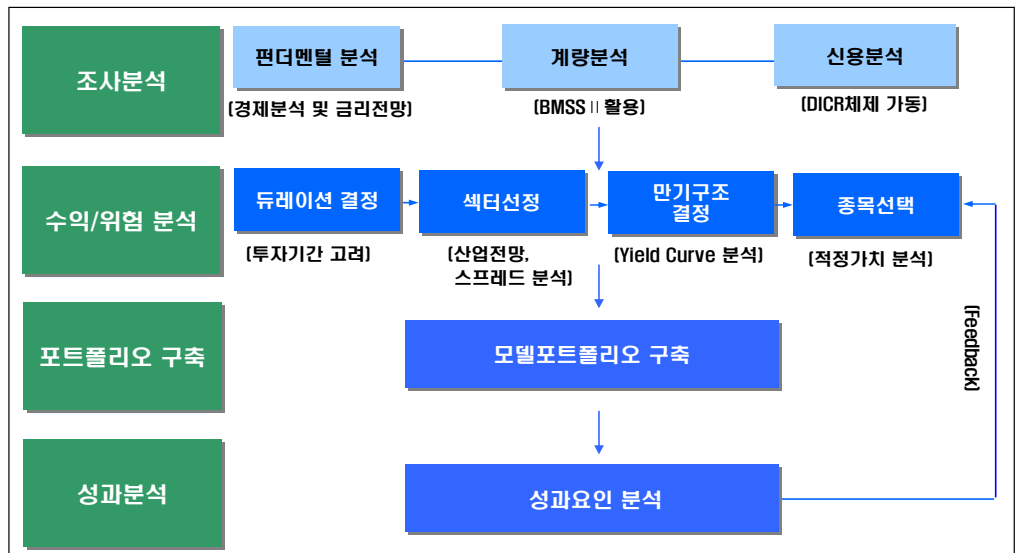 조사분석
펀더멘털 분석
계량분석
신용분석
(경제분석 및 금리전망)
(BMSSⅡ활용)
(DICR체제 가동)
수익/위험 분석
듀레이션 결정
섹터선정
만기구조
결정
종목선택
(투자기간 고려)
(산업전망,
스프레드 분석)
(Yield Curve 분석)
(적정가치 분석)
(Feedback)
포트폴리오 구축
모델포트폴리오 구축
성과분석
성과요인 분석